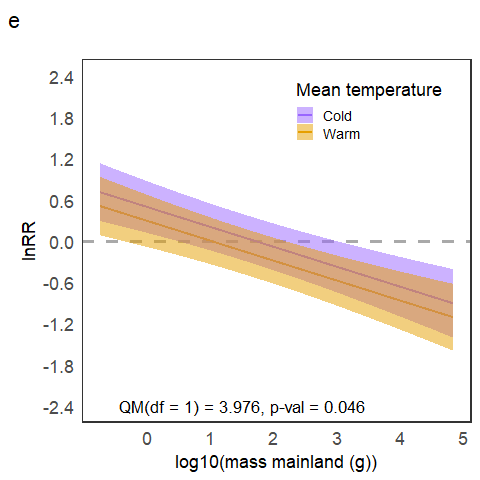 e
Mean temperature
Cold
Warm
2.4
1.8
1.2
0.6
0.0
-0.6
-1.2
-1.8
-2.4
lnRR
QM(df = 1) = 3.976, p-val = 0.046
0 1 2 3 4 5
log10(mass mainland (g))